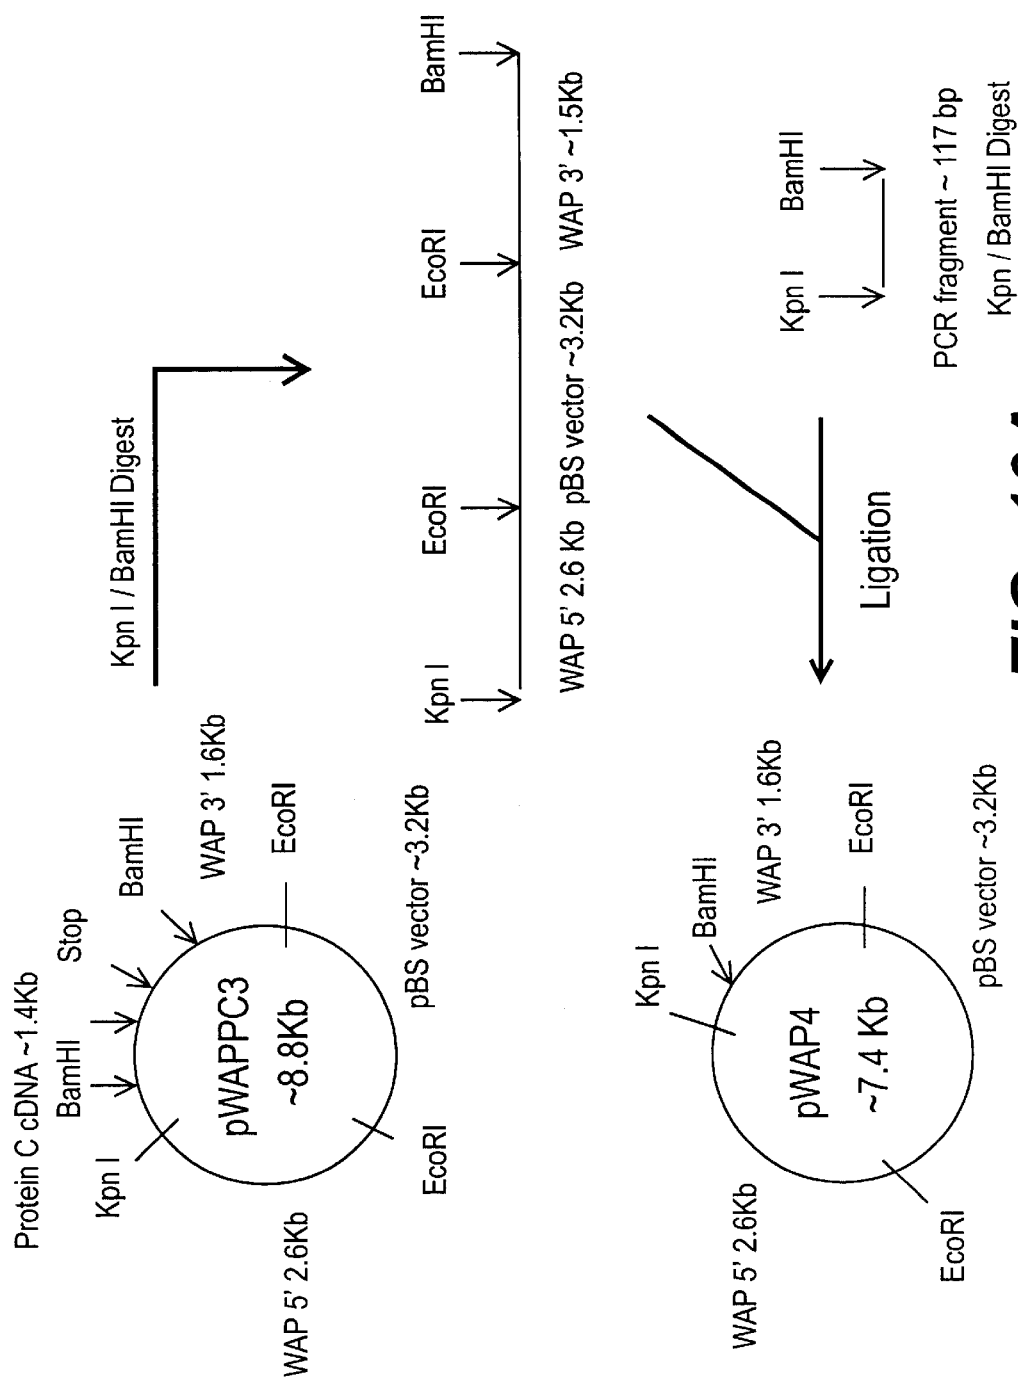 Protein C cDNA ~1.4Kb
BamHI
Stop
BamHI
Kpn I
WAP 3' 1.6Kb
pWAPPC3
~8.8Kb
EcoRI
WAP 5' 2.6Kb
EcoRI
pBS vector ~3.2Kb
Kpn I / BamHI Digest
Kpn I
EcoRI
EcoRI
BamHI
WAP 5' 2.6 Kb
pBS vector ~3.2Kb
WAP 3' ~1.5Kb
Kpn I
BamHI
PCR fragment ~ 117 bp
Kpn / BamHI Digest
Ligation
Kpn I
BamHI
WAP 5' 2.6Kb
WAP 3' 1.6Kb
pWAP4
~7.4 Kb
EcoRI
EcoRI
pBS vector ~3.2Kb
FIG.